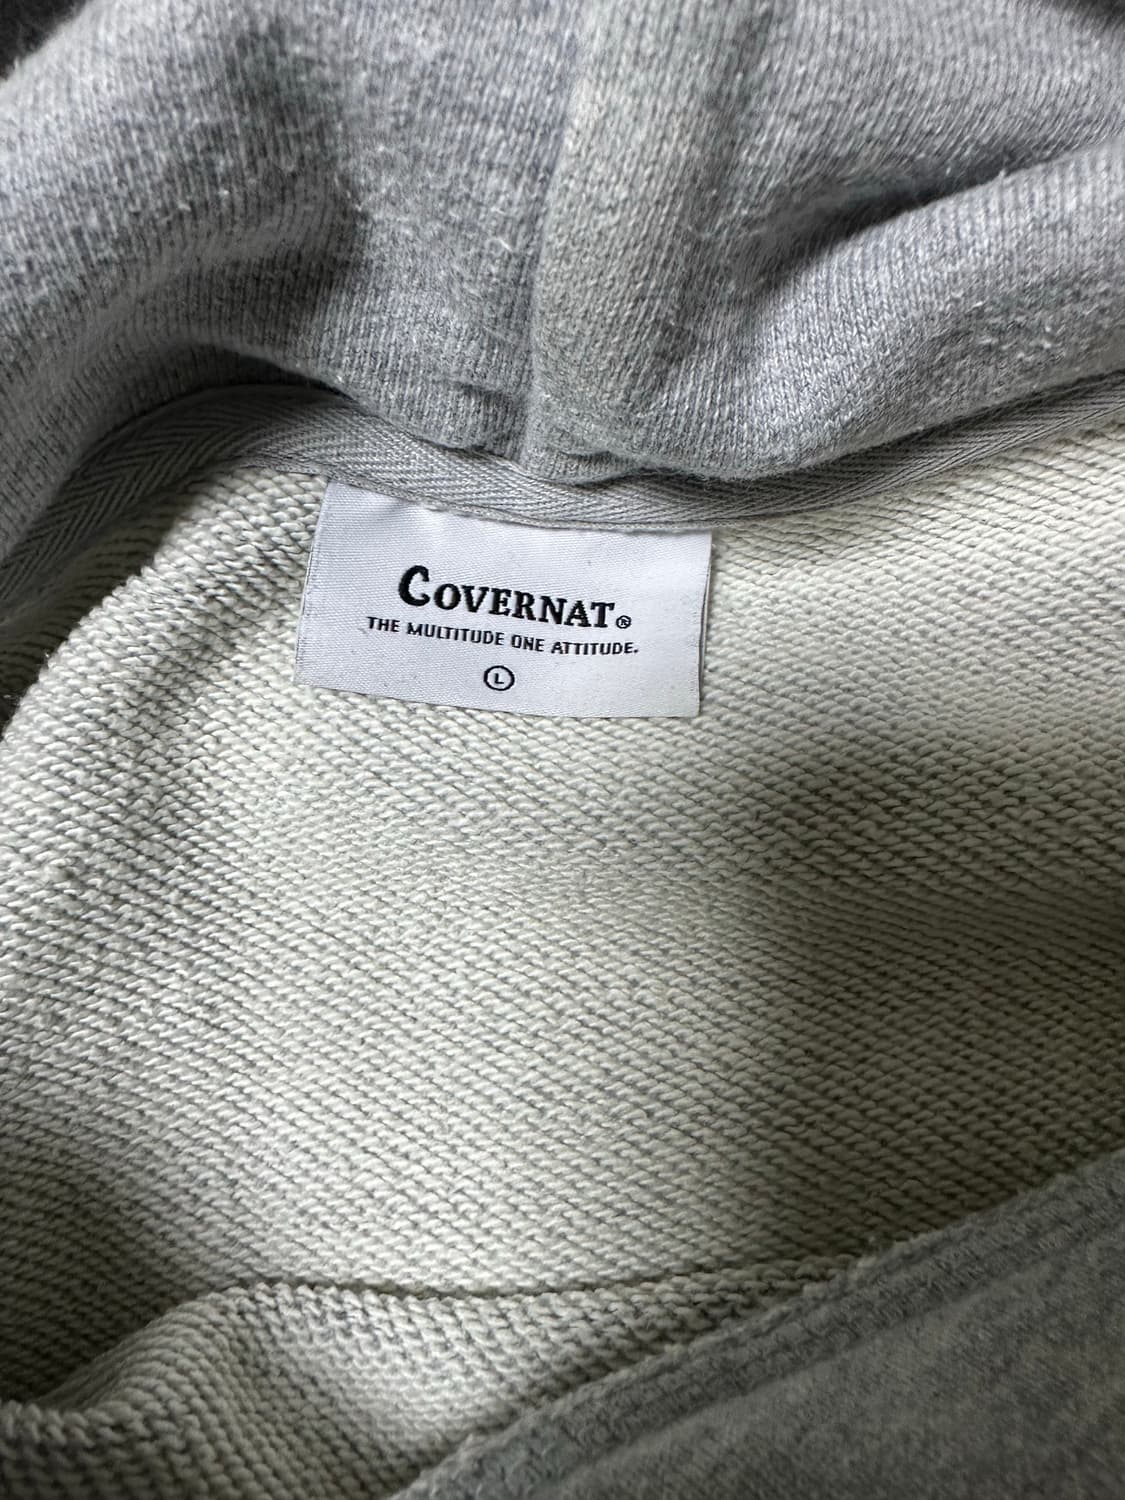 COVERNAT®
THE MULTITUDE ONE ATTITUDE.
L